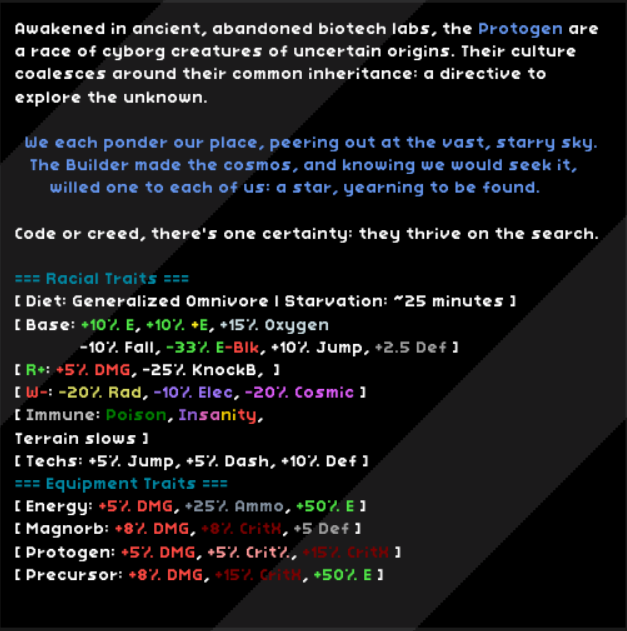 Awakened in ancient, abandoned biotech labs, the Protogen are
a race of cyborg creatures of uncertain origins. Their culture
coalesces around their common inheritance: a directive to
explore the unknown.
We each ponder our place, peering out at the vast, starry sky.
The Builder made the cosmos, and knowing we would seek it,
willed one to each of us: a star, yearning to be found.
Code or creed, there's one certainty: they thrive on the search.
=== Racial Traits ===
[ Diet: Generalized Omnivore | Starvation: ~25 minutes ]
[ Base: +10% E, +10% +E, +15% Oxygen
-10% Fall, -33% E-Blk, +10% Jump, +2.5 Def ]
[ R+: +5% DMG, -25% KnockB, ]
[ W-: -20% Rad, -10% Elec, -20% Cosmic ]
[ Immune: Poison, Insanity,
Terrain slows ]
[ Techs: +5% Jump, +5% Dash, +10% Def ]
=== Equipment Traits ===
[ Energy: +5% DMG, +25% Ammo, +50% E ]
[ Magnorb: +8% DMG, +8% CritX, +5 Def ]
[ Protogen: +5% DMG, +5% Crit%, +15% CritX ]
[ Precursor: +8% DMG, +15% CritX, +50% E ]